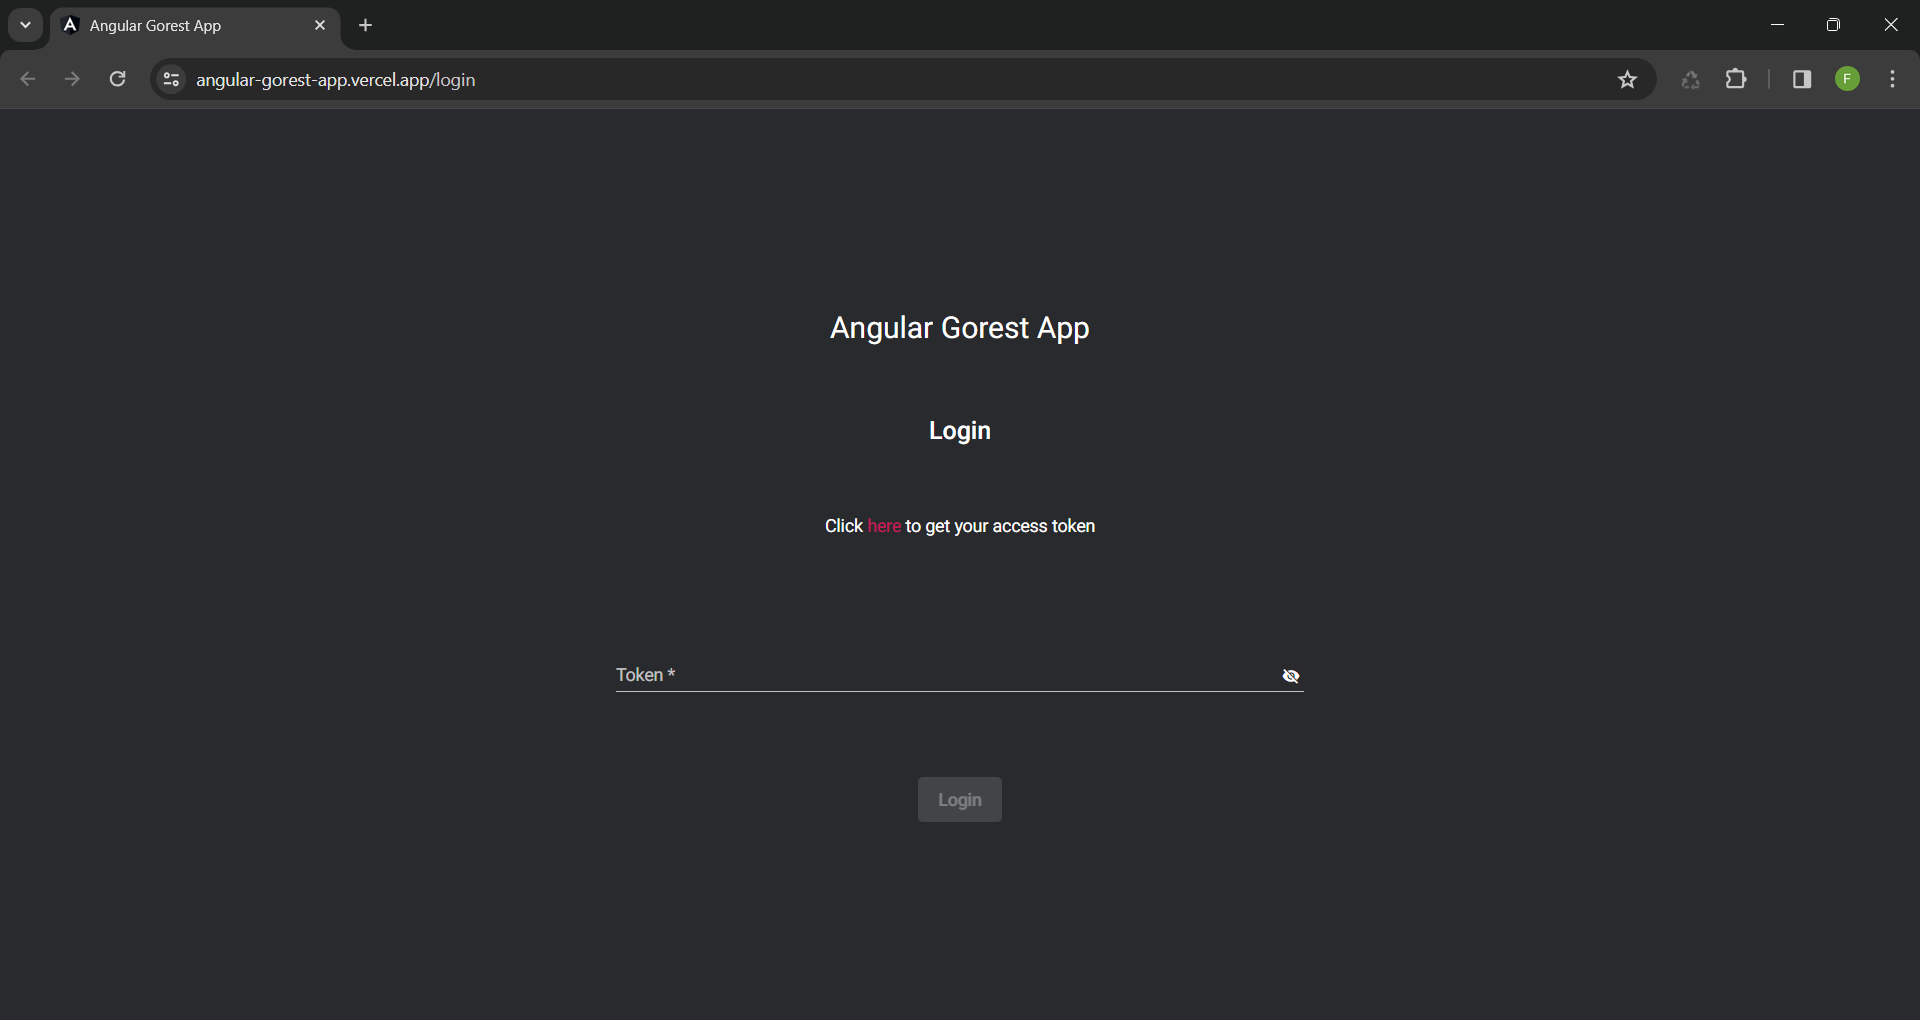 Angular Gorest App
angular-gorest-app.vercel.app/login
F
Angular Gorest App
Login
Click here to get your access token
Token *
Login